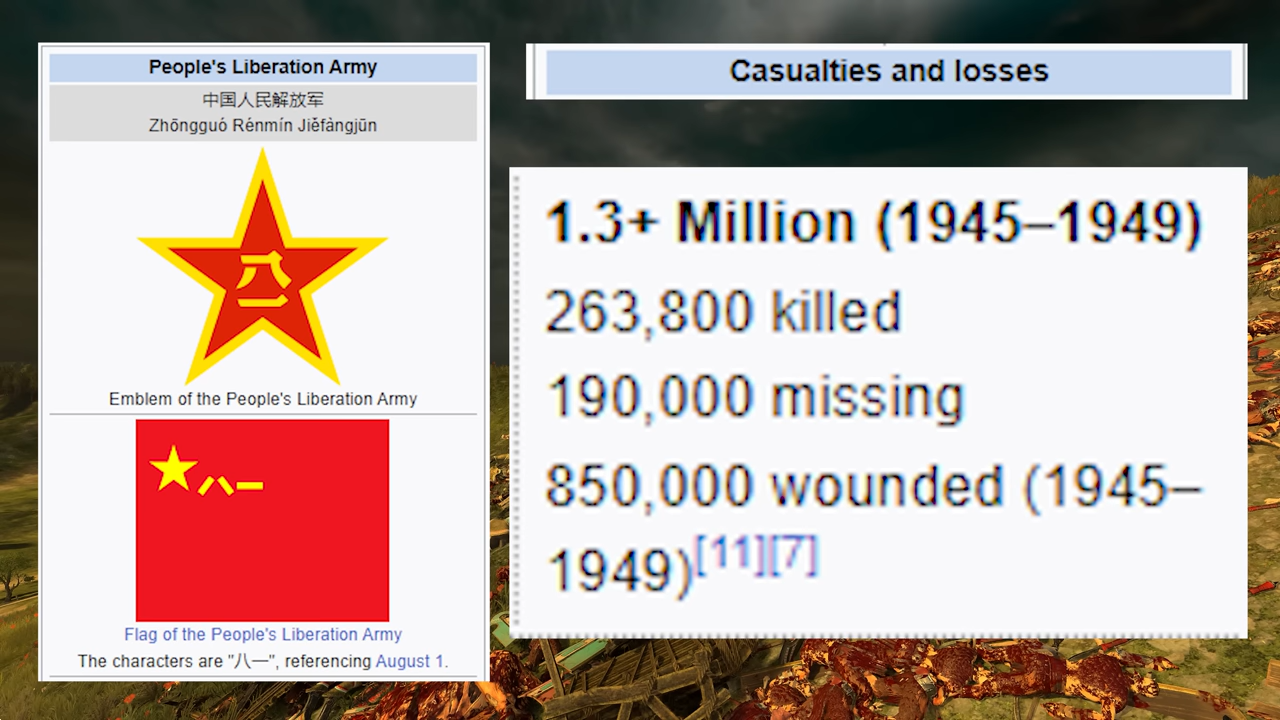 People's Liberation Army
中国人民解放军
Zhōngguó Rénmín Jiěfàngjūn
八一
Emblem of the People's Liberation Army
八一
Flag of the People's Liberation Army
The characters are "八一", referencing August 1.
Casualties and losses
1.3+ Million (1945–1949)
263,800 killed
190,000 missing
850,000 wounded (1945–
1949)[11][7]